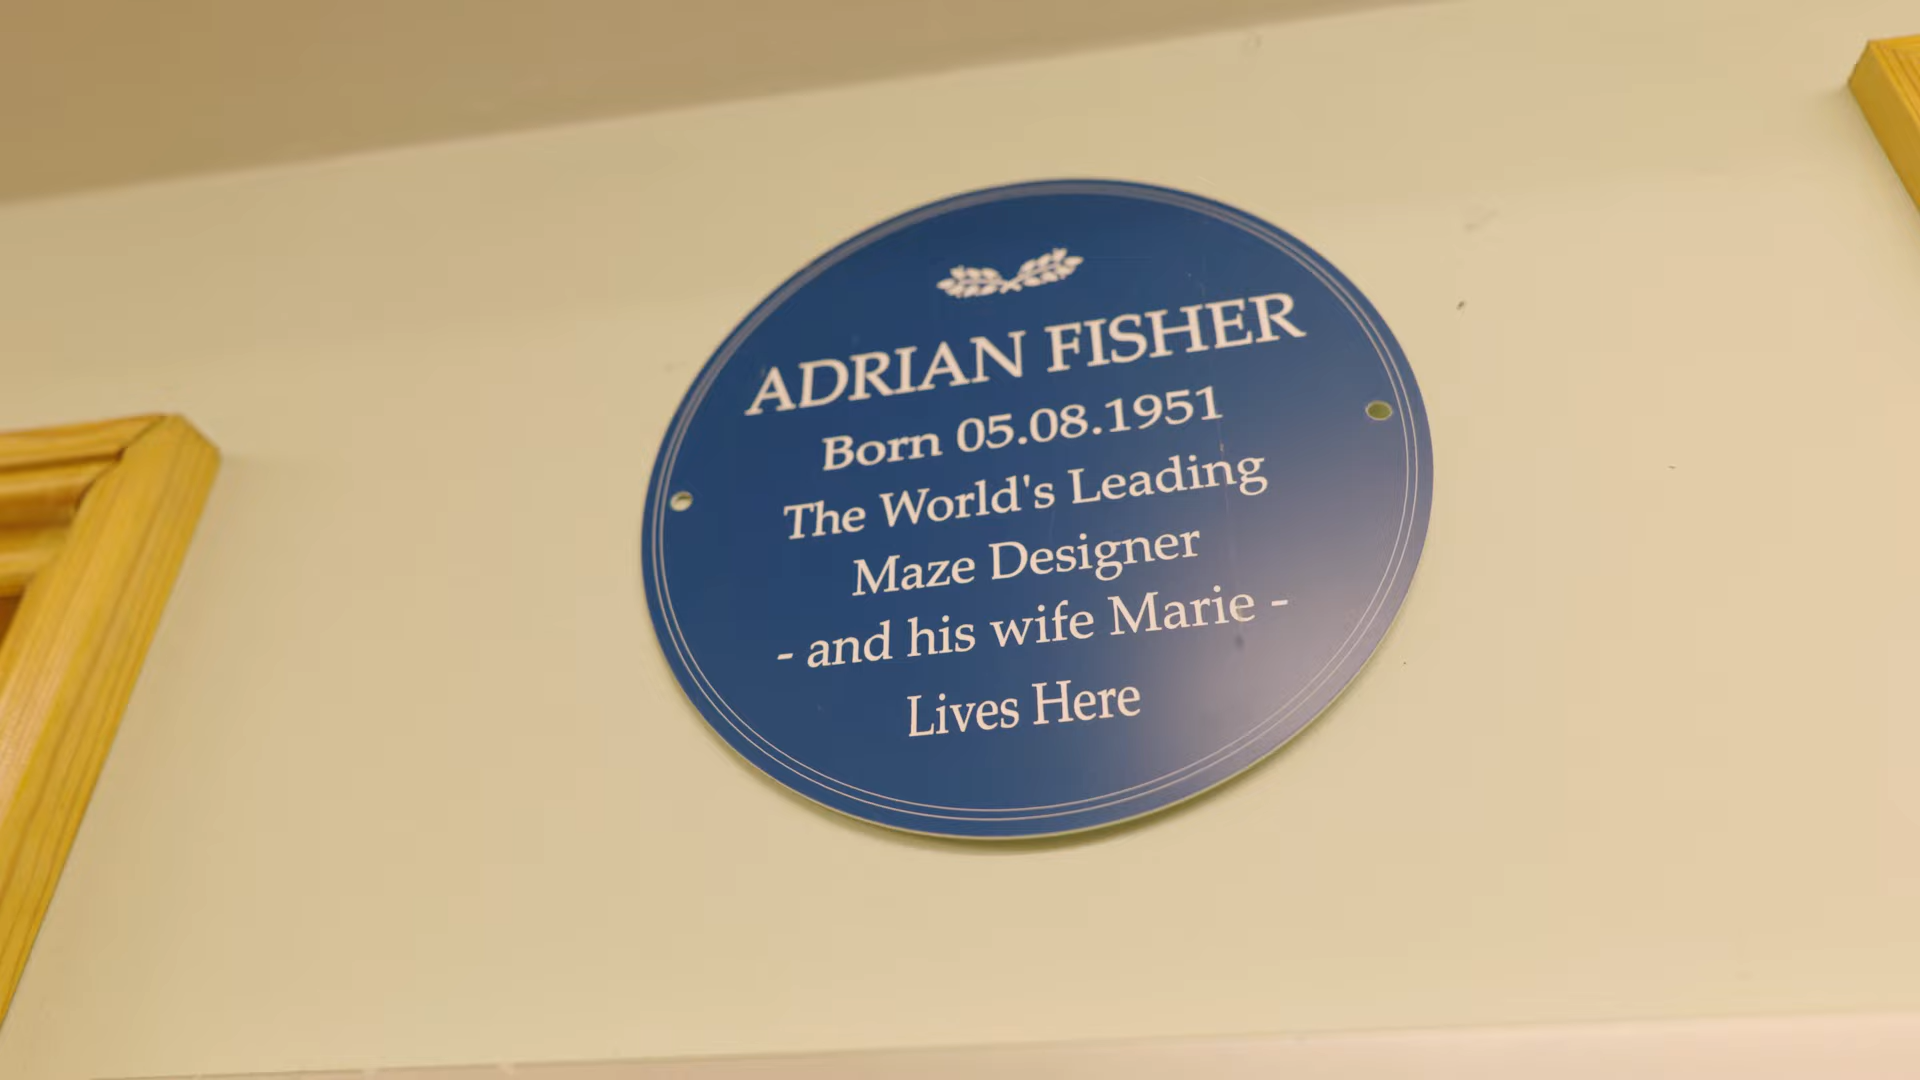 ADRIAN FISHER
Born 05.08.1951
The World's Leading
Maze Designer
- and his wife Marie -
Lives Here